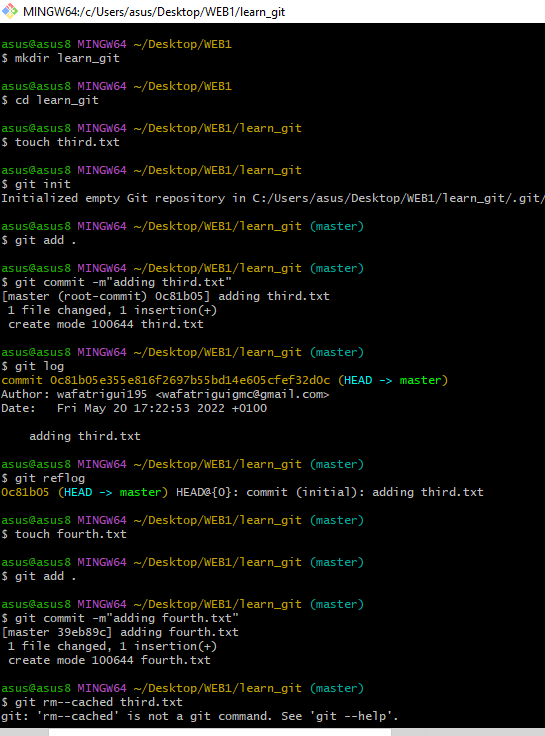 MINGW64:/c/Users/asus/Desktop/WEB1/learn_git
asus@asus8 MINGW64 ~/Desktop/WEB1
$ mkdir learn_git
asus@asus8 MINGW64 ~/Desktop/WEB1
$ cd learn_git
asus@asus8 MINGW64 ~/Desktop/WEB1/learn_git
$ touch third.txt
asus@asus8 MINGW64 ~/Desktop/WEB1/learn_git
$ git init
Initialized empty Git repository in C:/Users/asus/Desktop/WEB1/learn_git/.git/
asus@asus8 MINGW64 ~/Desktop/WEB1/learn_git (master)
$ git add .
asus@asus8 MINGW64 ~/Desktop/WEB1/learn_git (master)
$ git commit -m"adding third.txt"
[master (root-commit) 0c81b05] adding third.txt
 1 file changed, 1 insertion(+)
 create mode 100644 third.txt
asus@asus8 MINGW64 ~/Desktop/WEB1/learn_git (master)
$ git log
commit 0c81b05e355e816f2697b55bd14e605cfef32d0c (HEAD -> master)
Author: wafatrigui195 <wafatriguigmc@gmail.com>
Date:   Fri May 20 17:22:53 2022 +0100
    adding third.txt
asus@asus8 MINGW64 ~/Desktop/WEB1/learn_git (master)
$ git reflog
0c81b05 (HEAD -> master) HEAD@{0}: commit (initial): adding third.txt
asus@asus8 MINGW64 ~/Desktop/WEB1/learn_git (master)
$ touch fourth.txt
asus@asus8 MINGW64 ~/Desktop/WEB1/learn_git (master)
$ git add .
asus@asus8 MINGW64 ~/Desktop/WEB1/learn_git (master)
$ git commit -m"adding fourth.txt"
[master 39eb89c] adding fourth.txt
 1 file changed, 1 insertion(+)
 create mode 100644 fourth.txt
asus@asus8 MINGW64 ~/Desktop/WEB1/learn_git (master)
$ git rm--cached third.txt
git: 'rm--cached' is not a git command. See 'git --help'.